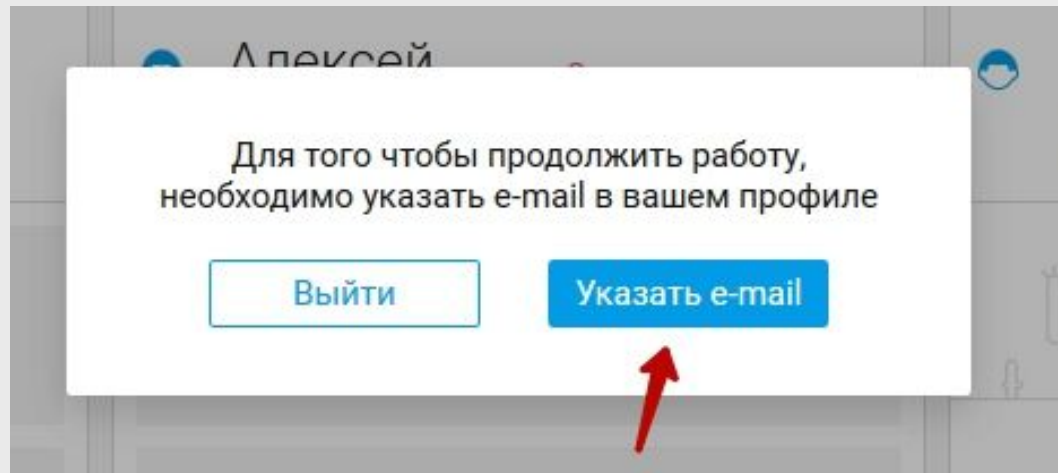 Алексей
Для того чтобы продолжить работу,
необходимо указать e-mail в вашем профиле
Выйти
Указать e-mail